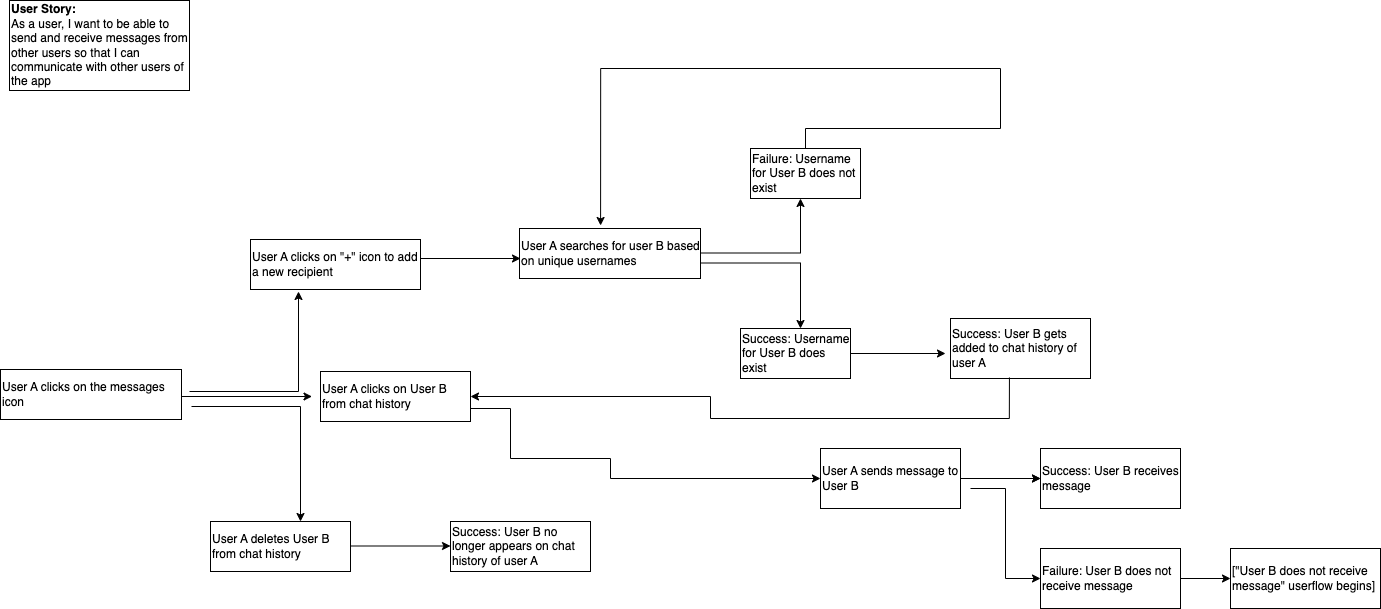 User Story:
As a user, I want to be able to
send and receive messages from
other users so that I can
communicate with other users of
the app
Failure: Username
for User B does not
exist
User A clicks on "+" icon to add
a new recipient
User A searches for user B based
on unique usernames
Success: Username
for User B does
exist
Success: User B gets
added to chat history of
user A
User A clicks on the messages
icon
User A clicks on User B
from chat history
User A sends message to
User B
Success: User B receives
message
User A deletes User B
from chat history
Success: User B no
longer appears on chat
history of user A
Failure: User B does not
receive message
["User B does not receive
message" userflow begins]